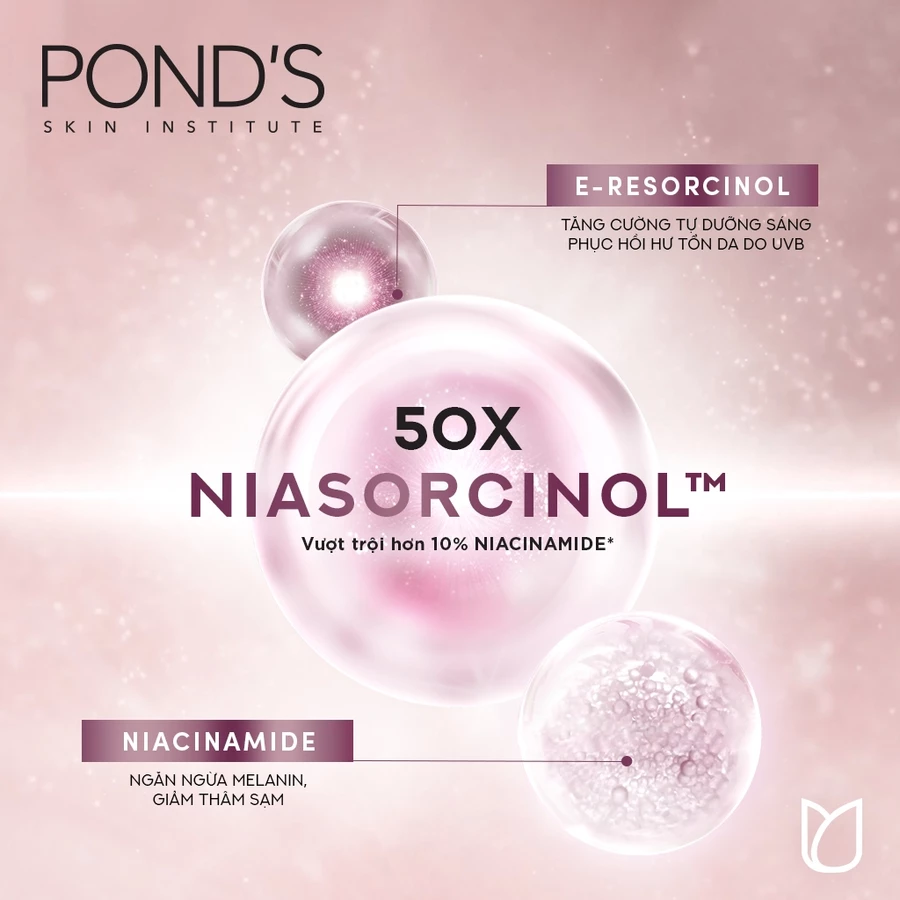 POND'S
SKIN INSTITUTE
E-RESORCINOL
TĂNG CƯỜNG TỰ DƯỠNG SÁNG
PHỤC HỒI HƯ TỔN DA DO UVB
50X
NIASORCINOL™
Vượt trội hơn 10% NIACINAMIDE*
NIACINAMIDE
NGĂN NGỪA MELANIN,
GIẢM THÂM SẠM